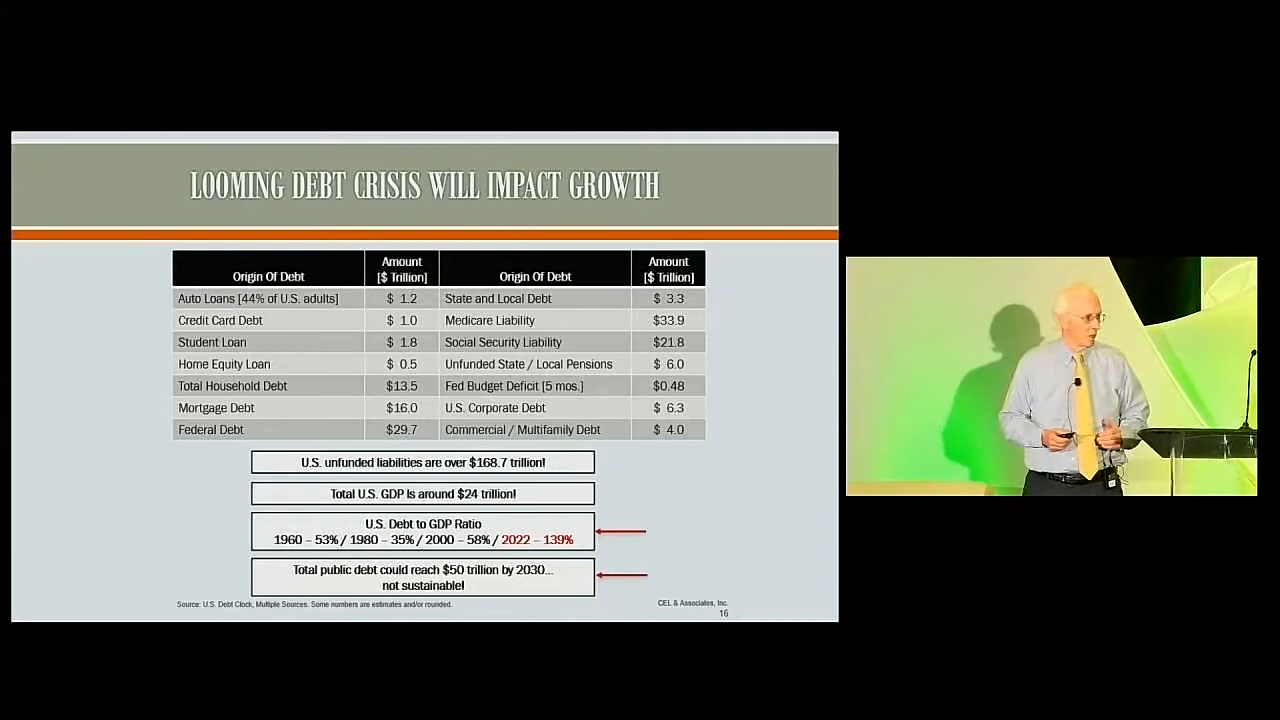 LOOMING DEBT CRISIS WILL IMPACT GROWTH
Origin Of Debt Amount [$ Trillion] Origin Of Debt Amount [$ Trillion]
Auto Loans [44% of U.S. adults] $ 1.2 State and Local Debt $ 3.3
Credit Card Debt $ 1.0 Medicare Liability $33.9
Student Loan $ 1.8 Social Security Liability $21.8
Home Equity Loan $ 0.5 Unfunded State / Local Pensions $ 6.0
Total Household Debt $13.5 Fed Budget Deficit [5 mos.] $0.48
Mortgage Debt $16.0 U.S. Corporate Debt $ 6.3
Federal Debt $29.7 Commercial / Multifamily Debt $ 4.0
U.S. unfunded liabilities are over $168.7 trillion!
Total U.S. GDP Is around $24 trillion!
U.S. Debt to GDP Ratio
1960 – 53% / 1980 – 35% / 2000 – 58% / 2022 – 139%
Total public debt could reach $50 trillion by 2030...
not sustainable!
Source: U.S. Debt Clock, Multiple Sources. Some numbers are estimates and/or rounded. CEL & Associates, Inc.
16